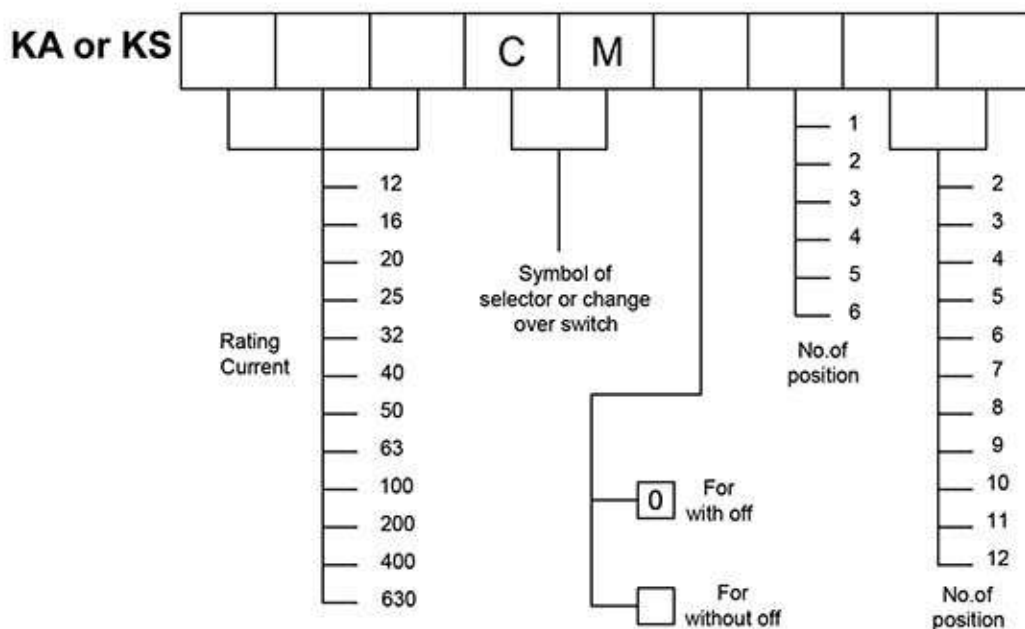 KA or KS
C
M
Rating
Current
12
16
20
25
32
40
50
63
100
200
400
630
Symbol of
selector or change
over switch
0
For
with off
For
without off
1
2
3
4
5
6
No.of
position
2
3
4
5
6
7
8
9
10
11
12
No.of
position